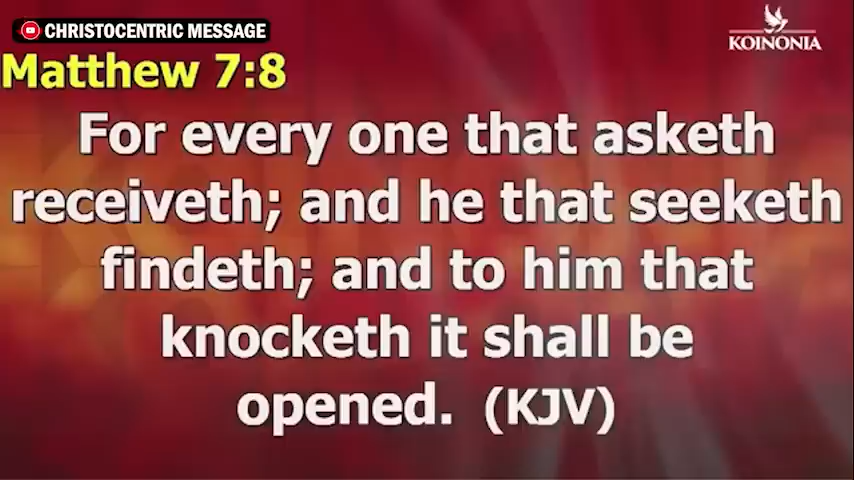 CHRISTOCENTRIC MESSAGE
KOINONIA
Matthew 7:8
For every one that asketh
receiveth; and he that seeketh
findeth; and to him that
knocketh it shall be
opened. (KJV)